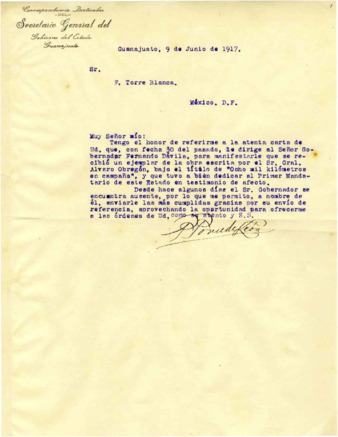 Correspondencia Particular
DEL
Secretario General del
Gobierno del Estado
Guanajuato
Guanajuato, 9 de Junio de 1917.
Sr.
F. Torre Blanca.
México, D.F.
Muy Señor mío:
Tengo el honor de referirme a la atenta carta de
Ud. que, con fecha 30 del pasado, le dirige al Señor Go-
bernador Fernando Dávila, para manifestarle que se re-
cibió un ejemplar de la obra escrita por el Sr. Gral.
Alvaro Obregón, bajo el título de "Ocho mil kilómetros
en campaña", y que tuvo a bien dedicar al Primer Manda-
tario de este Estado en testimonio de afecto.
Desde hace algunos días el Sr. Gobernador se
encuentra ausente, por lo que me permito, a nombre de
él, enviarle las más cumplidas gracias por su envío de
referencia, aprovechando la oportunidad para ofrecerme
a las órdenes de Ud. como su atento y S.S.